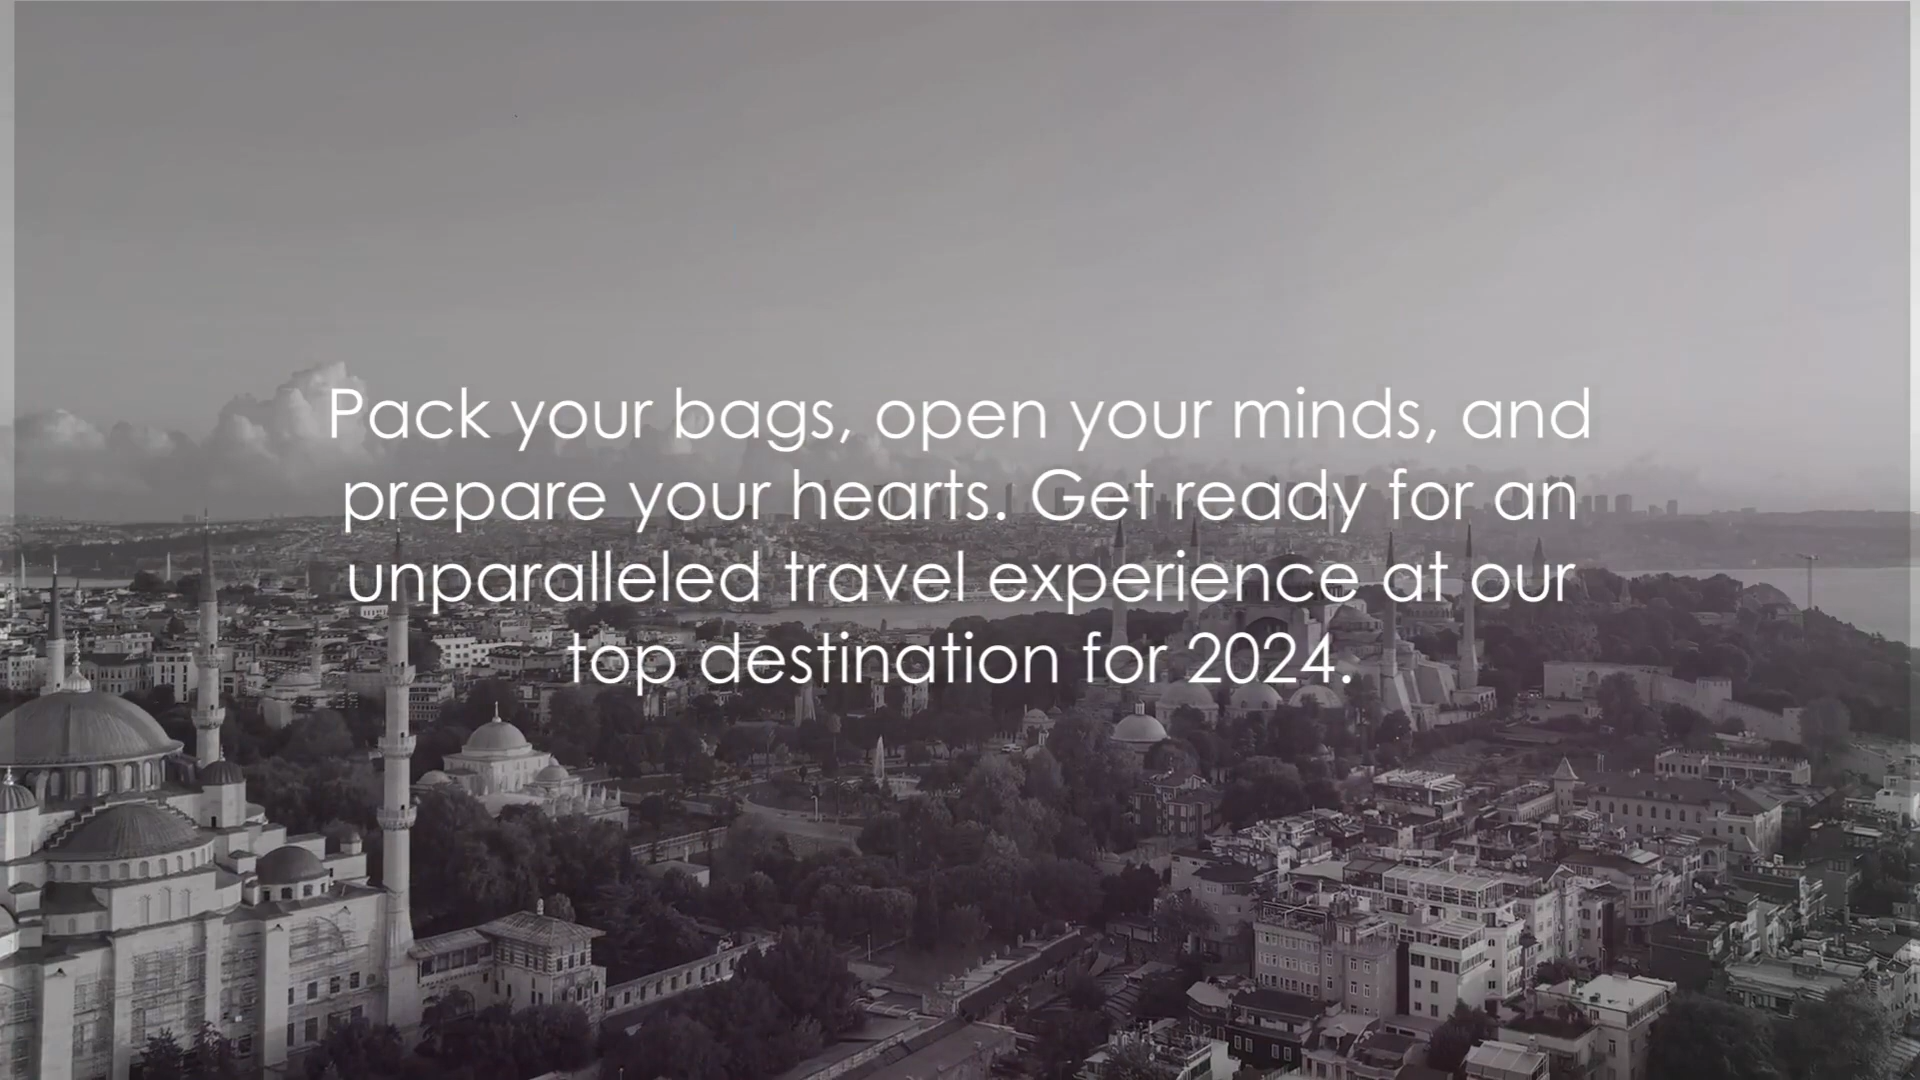 Pack your bags, open your minds, and
prepare your hearts. Get ready for an
unparalleled travel experience at our
top destination for 2024.